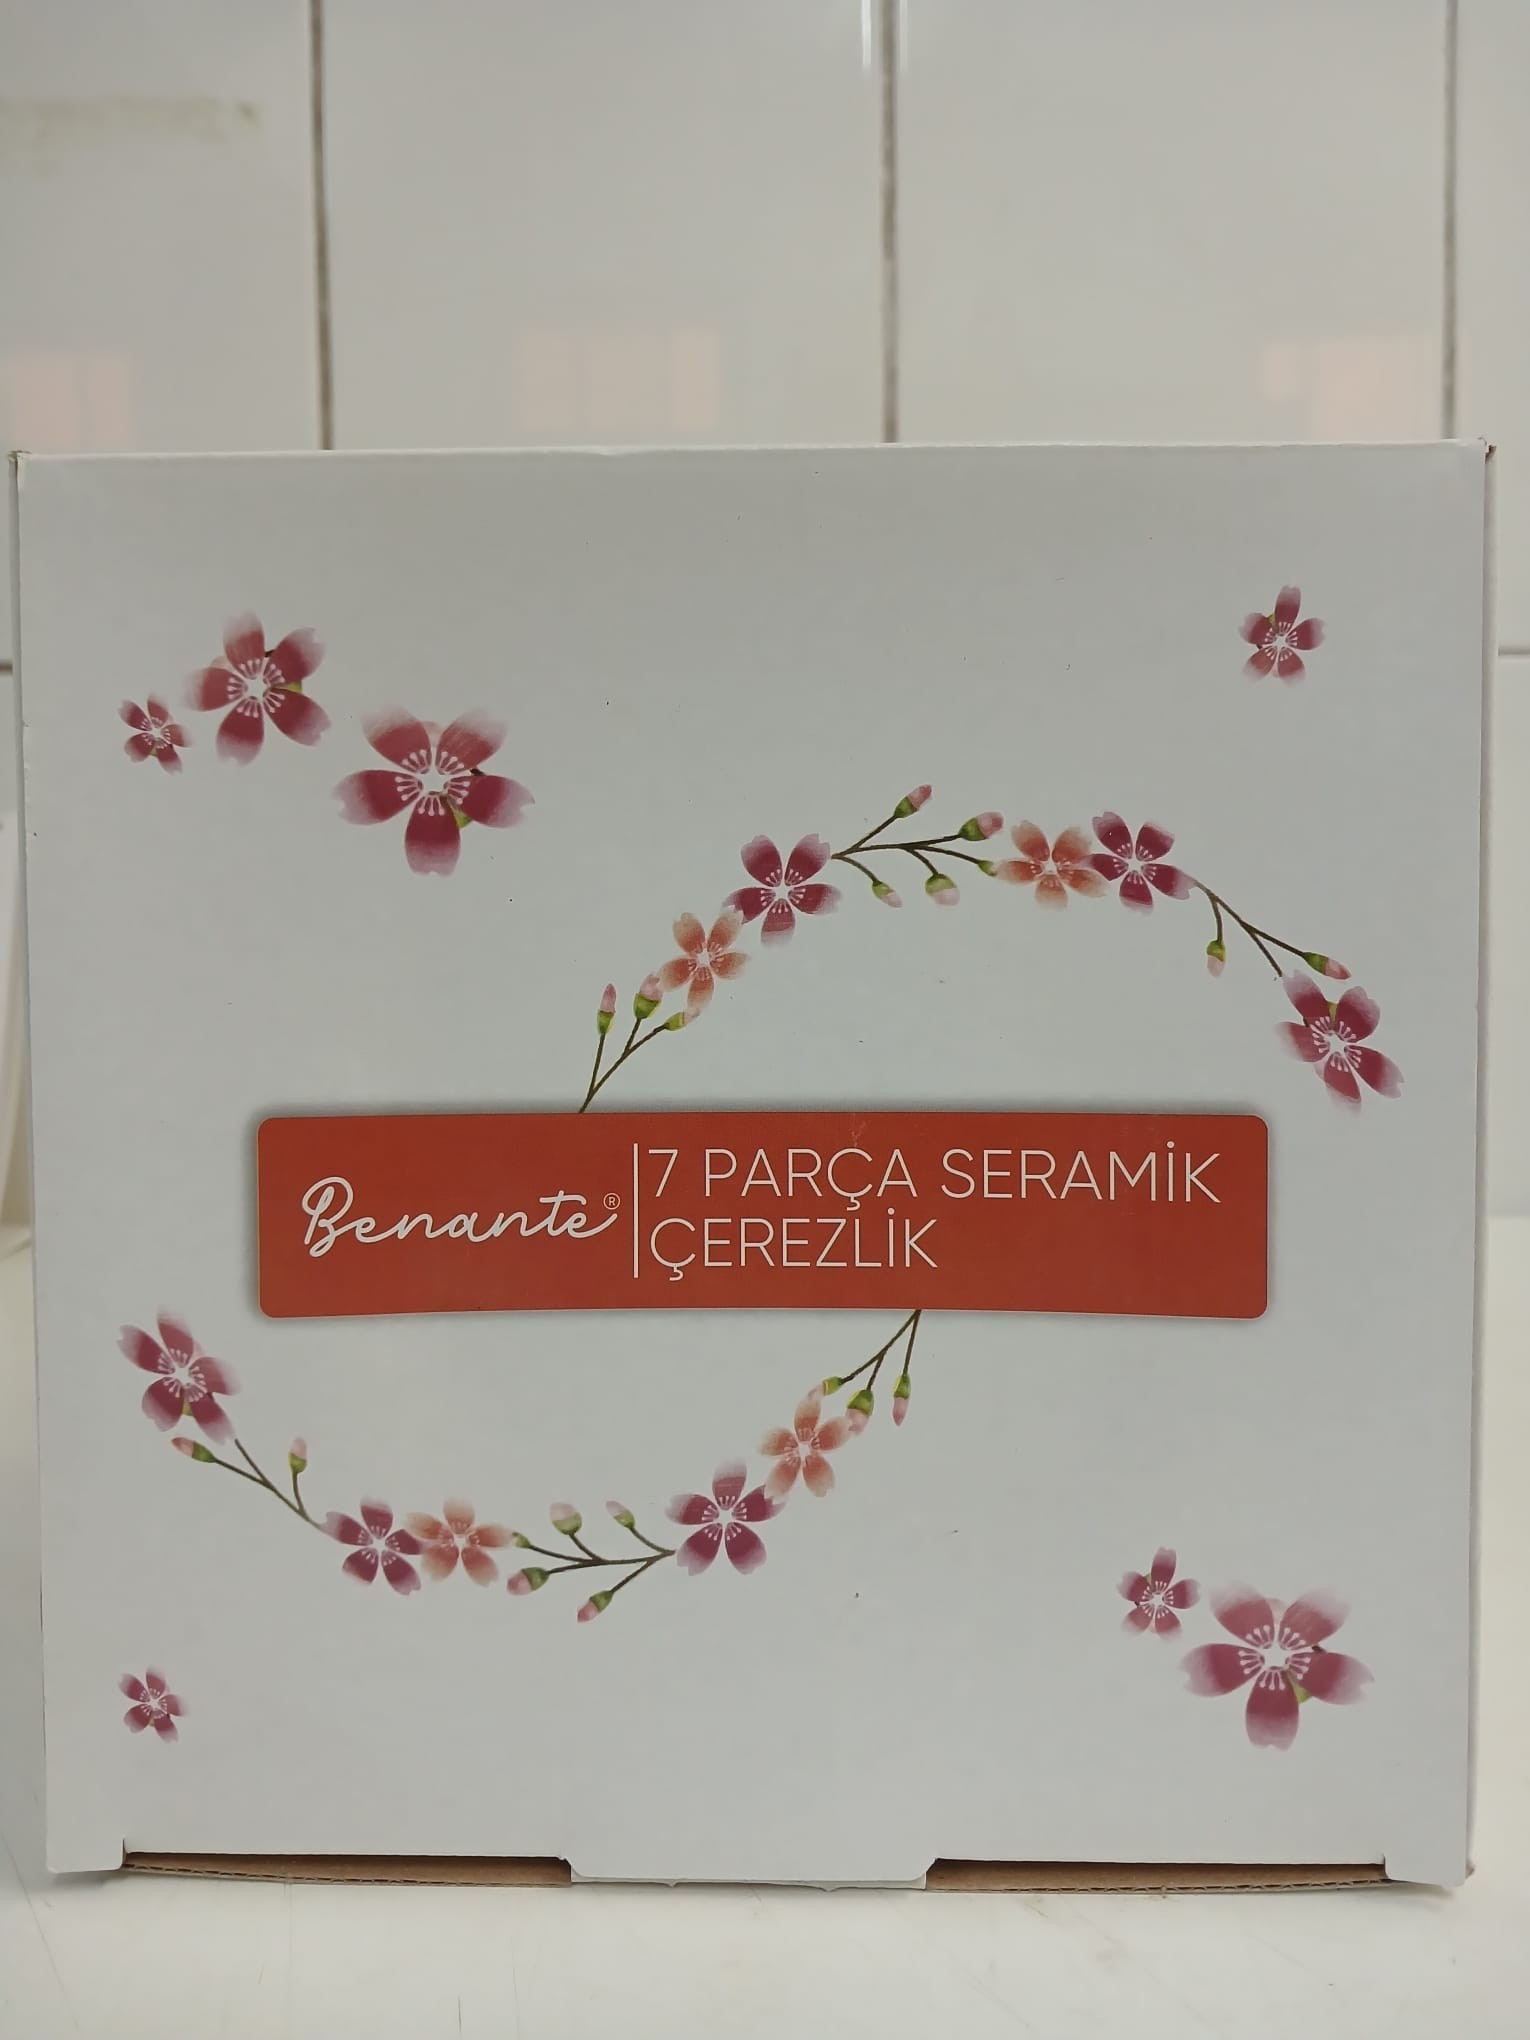 Benante®
7 PARÇA SERAMİK
ÇEREZLİK